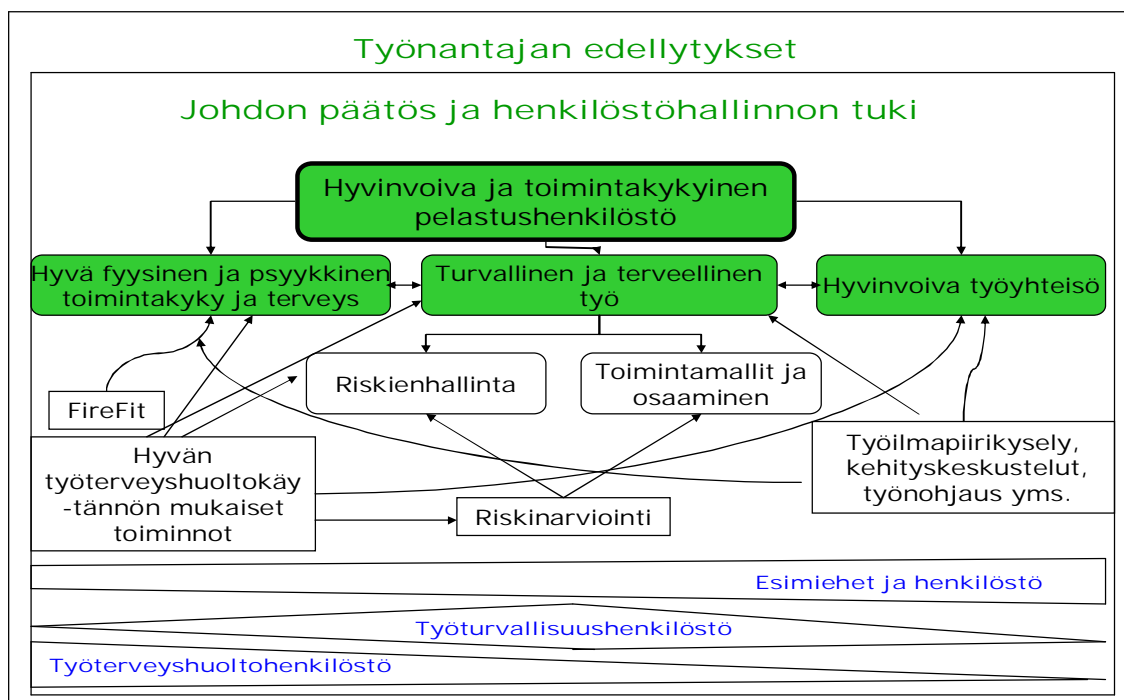 Työnantajan edellytykset
Johdon päätös ja henkilöstöhallinnon tuki
Hyvinvoiva ja toimintakykyinen
pelastushenkilöstö
Hyvä fyysinen ja psyykkinen
toimintakyky ja terveys
Turvallinen ja terveellinen
työ
Hyvinvoiva työyhteisö
Riskienhallinta
Toimintamallit ja
osaaminen
FireFit
Hyvän
työterveyshuoltokäy
-tännön mukaiset
toiminnot
Riskinarviointi
Työilmapiirikysely,
kehityskeskustelut,
työnohjaus yms.
Esimiehet ja henkilöstö
Työturvallisuushenkilöstö
Työterveyshuoltohenkilöstö